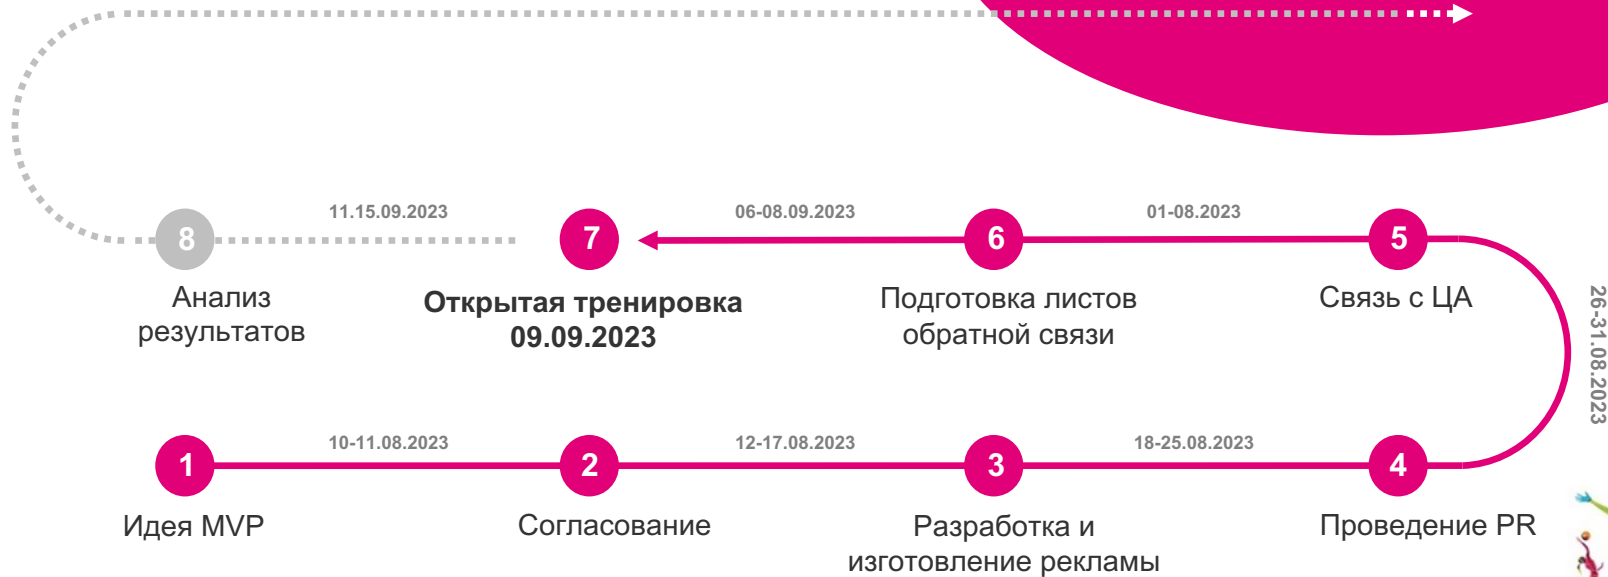 11.15.09.2023
06-08.09.2023
01-08.2023
8
7
6
5
Анализ
результатов
Открытая тренировка
09.09.2023
Подготовка листов
обратной связи
Связь с ЦА
26-31.08.2023
10-11.08.2023
12-17.08.2023
18-25.08.2023
1
2
3
4
Идея MVP
Согласование
Разработка и
изготовление рекламы
Проведение PR